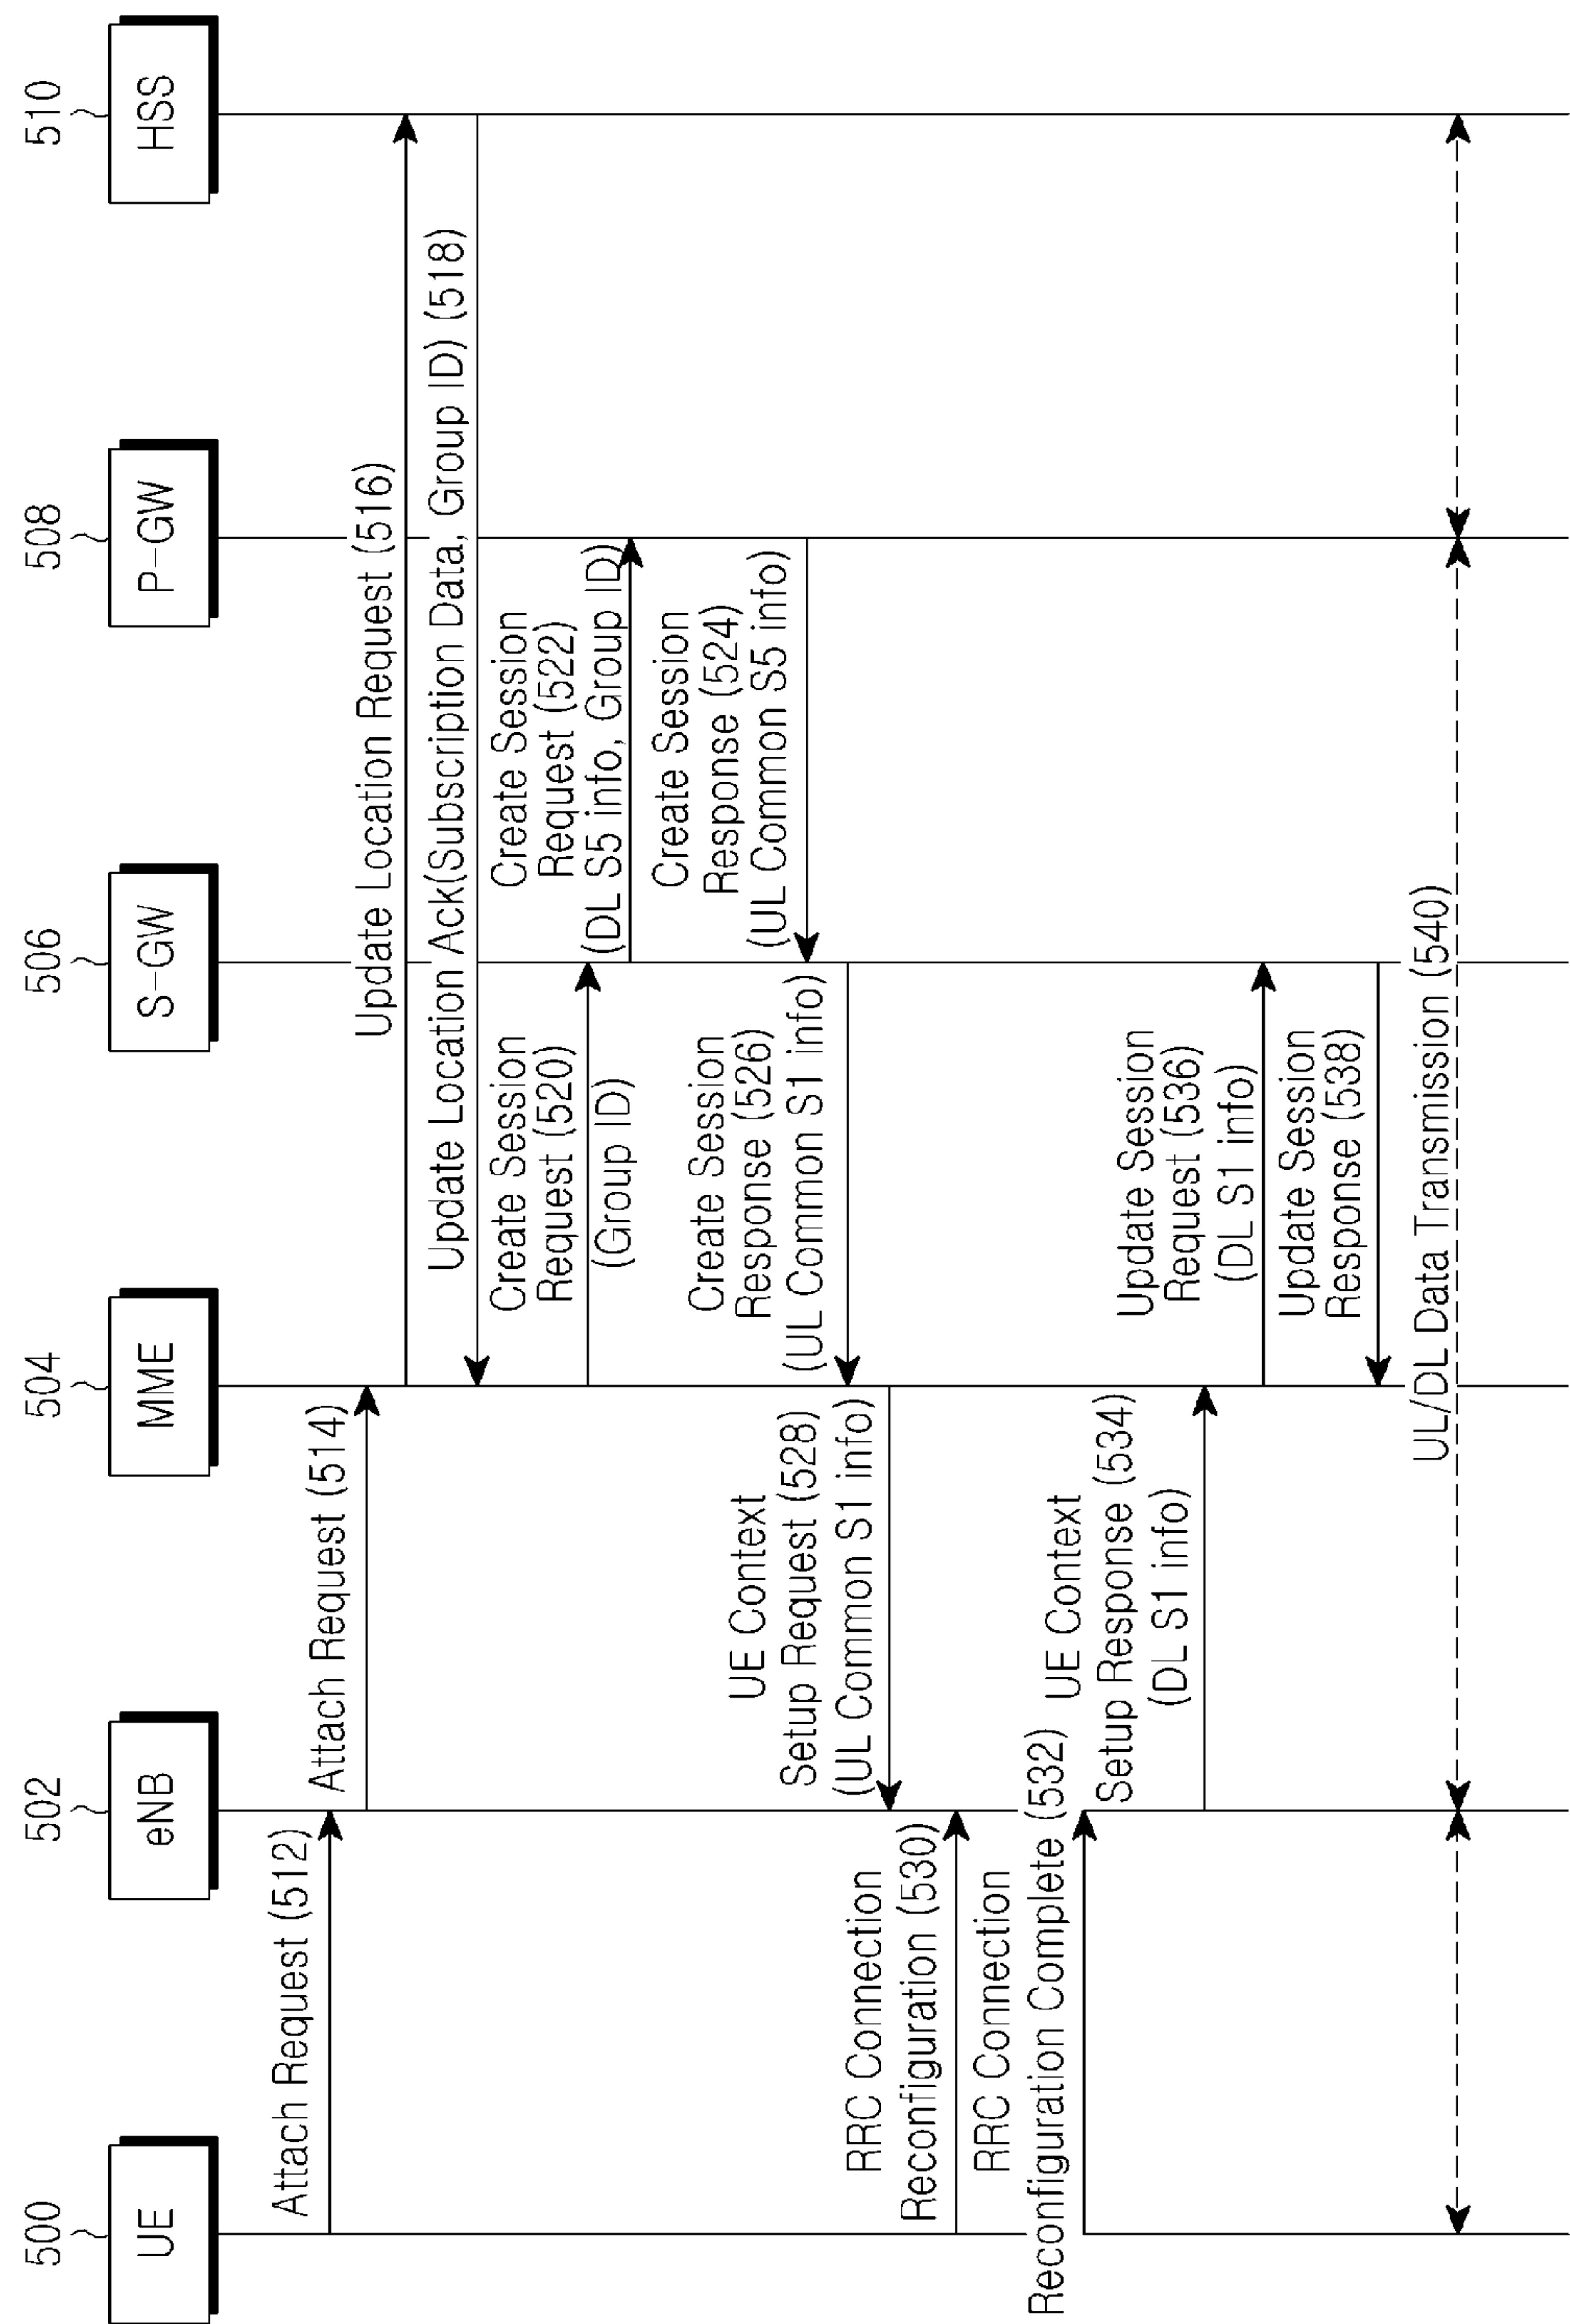 500
502
504
506
508
510
UE
eNB
MME
S-GW
P-GW
HSS
Attach Request (512)
Attach Request (514)
Update Location Request (516)
Update Location Ack(Subscription Data, Group ID) (518)
Create Session
Request (520)
(Group ID)
Create Session
Request (522)
(DL S5 info, Group ID)
Create Session
Response (524)
(UL Common S5 info)
Create Session
Response (526)
(UL Common S1 info)
UE Context
Setup Request (528)
(UL Common S1 info)
RRC Connection
Reconfiguration (530)
RRC Connection
Reconfiguration Complete (532)
UE Context
Setup Response (534)
(DL S1 info)
Update Session
Request (536)
(DL S1 info)
Update Session
Response (538)
UL/DL Data Transmission (540)